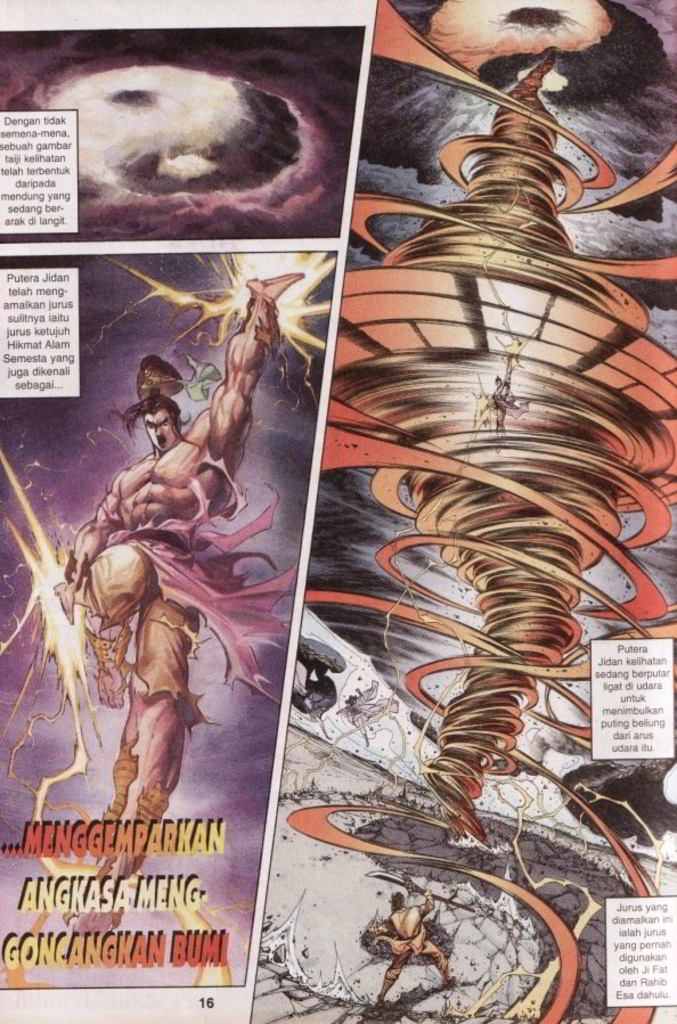 Dengan tidak
semena-mena,
sebuah gambar
taiji kelihatan
telah terbentuk
daripada
mendung yang
sedang ber-
arak di langit.
Putera Jidan
telah meng-
amalkan jurus
sulitnya iaitu
jurus ketujuh
Hikmat Alam
Semesta yang
juga dikenali
sebagai...
...MENGGEMPARKAN
ANGKASA MENG-
GONCANGKAN BUMI
Putera
Jidan kelihatan
sedang berputar
ligat di udara
untuk
menimbulkan
puting beliung
dari arus
udara itu.
Jurus yang
diamalkan ini
ialah jurus
yang pernah
digunakan
oleh Ji Fat
dan Rahib
Esa dahulu.
16